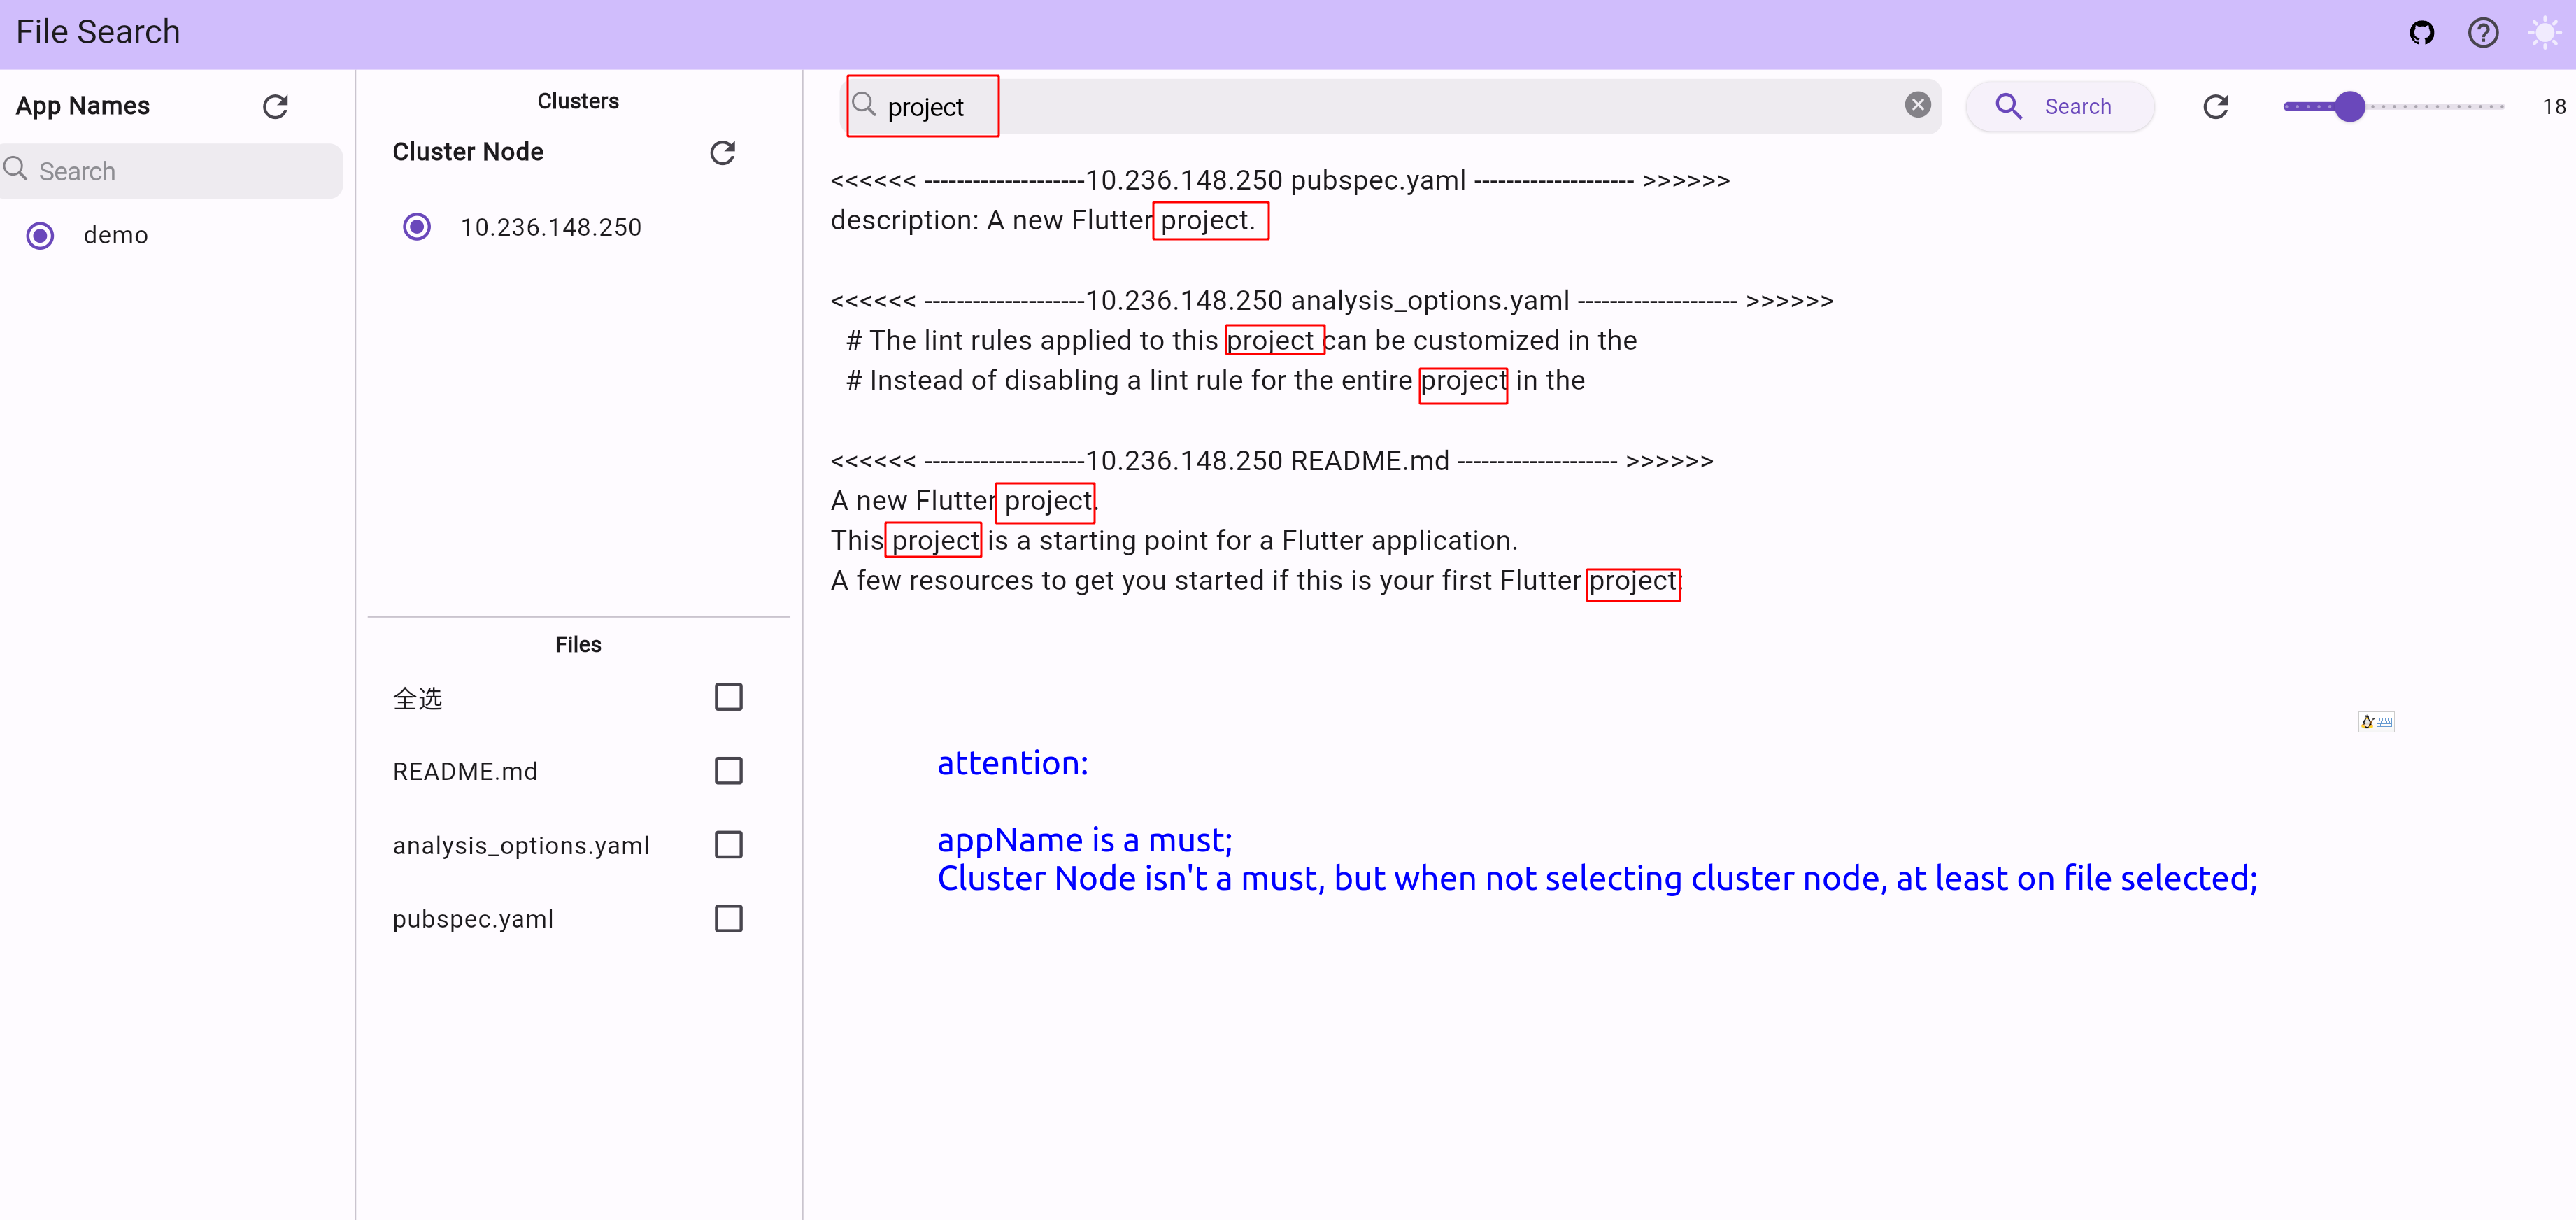 File Search
App Names
Search
demo
Clusters
Cluster Node
10.236.148.250
Files
全选
README.md
analysis_options.yaml
pubspec.yaml
project
Search
18
<<<<<< --------------------10.236.148.250 pubspec.yaml -------------------- >>>>>>
description: A new Flutter project.
<<<<<< --------------------10.236.148.250 analysis_options.yaml -------------------- >>>>>>
# The lint rules applied to this project can be customized in the
# Instead of disabling a lint rule for the entire project in the
<<<<<< --------------------10.236.148.250 README.md -------------------- >>>>>>
A new Flutter project.
This project is a starting point for a Flutter application.
A few resources to get you started if this is your first Flutter project:
attention:
appName is a must;
Cluster Node isn't a must, but when not selecting cluster node, at least on file selected;